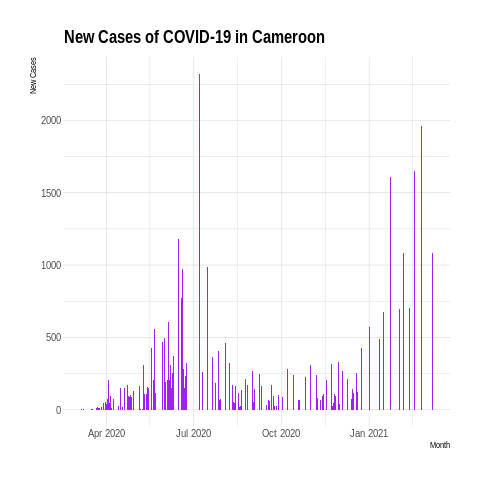 New Cases of COVID-19 in Cameroon
New Cases
2000
1500
1000
500
0
Apr 2020 Jul 2020 Oct 2020 Jan 2021
Month